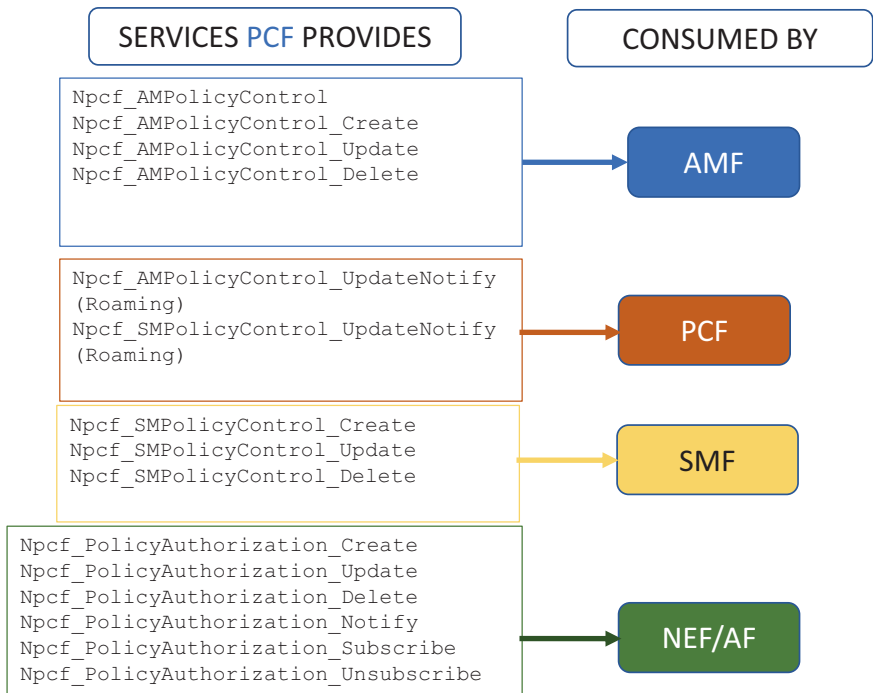 SERVICES PCF PROVIDES
CONSUMED BY
Npcf_AMPolicyControl
Npcf_AMPolicyControl_Create
Npcf_AMPolicyControl_Update
Npcf_AMPolicyControl_Delete
AMF
Npcf_AMPolicyControl_UpdateNotify
(Roaming)
Npcf_SMPolicyControl_UpdateNotify
(Roaming)
PCF
Npcf_SMPolicyControl_Create
Npcf_SMPolicyControl_Update
Npcf_SMPolicyControl_Delete
SMF
Npcf_PolicyAuthorization_Create
Npcf_PolicyAuthorization_Update
Npcf_PolicyAuthorization_Delete
Npcf_PolicyAuthorization_Notify
Npcf_PolicyAuthorization_Subscribe
Npcf_PolicyAuthorization_Unsubscribe
NEF/AF